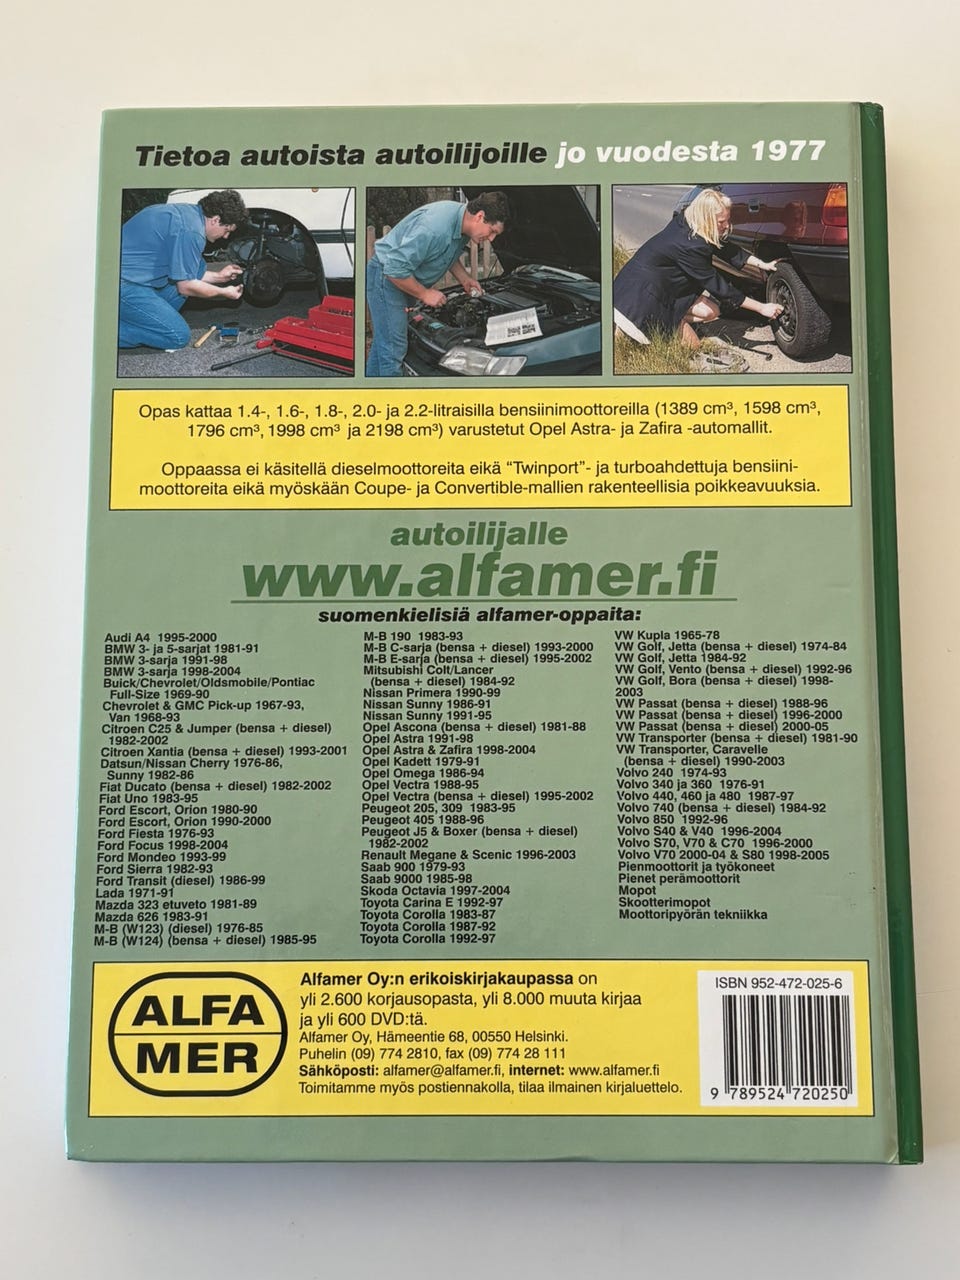 Tietoa autoista autoilijoille jo vuodesta 1977
Opas kattaa 1.4-, 1.6-, 1.8-, 2.0- ja 2.2-litraisilla bensiinimoottoreilla (1389 cm³, 1598 cm³,
1796 cm³, 1998 cm³ ja 2198 cm³) varustetut Opel Astra- ja Zafira -automallit.
Oppaassa ei käsitellä dieselmoottoreita eikä “Twinport”- ja turboahdettuja bensiini-
moottoreita eikä myöskään Coupe- ja Convertible-mallien rakenteellisia poikkeavuuksia.
autoilijalle
www.alfamer.fi
suomenkielisiä alfamer-oppaita:
Audi A4 1995-2000
BMW 3- ja 5-sarjat 1981-91
BMW 3-sarja 1991-98
BMW 3-sarja 1998-2004
Buick/Chevrolet/Oldsmobile/Pontiac
Full-Size 1969-90
Chevrolet & GMC Pick-up 1967-93,
Van 1968-93
Citroen C25 & Jumper (bensa + diesel)
1982-2002
Citroen Xantia (bensa + diesel) 1993-2001
Datsun/Nissan Cherry 1976-86,
Sunny 1982-86
Fiat Ducato (bensa + diesel) 1982-2002
Fiat Uno 1983-95
Ford Escort, Orion 1980-90
Ford Escort, Orion 1990-2000
Ford Fiesta 1976-93
Ford Focus 1998-2004
Ford Mondeo 1993-99
Ford Sierra 1982-93
Ford Transit (diesel) 1986-99
Lada 1971-91
Mazda 323 etuveto 1981-89
Mazda 626 1983-91
M-B (W123) (diesel) 1976-85
M-B (W124) (bensa + diesel) 1985-95
M-B 190 1983-93
M-B C-sarja (bensa + diesel) 1993-2000
M-B E-sarja (bensa + diesel) 1995-2002
Mitsubishi Colt/Lancer
(bensa + diesel) 1984-92
Nissan Primera 1990-99
Nissan Sunny 1986-91
Nissan Sunny 1991-95
Opel Ascona (bensa + diesel) 1981-88
Opel Astra 1991-98
Opel Astra & Zafira 1998-2004
Opel Kadett 1979-91
Opel Omega 1986-94
Opel Vectra 1988-95
Opel Vectra (bensa + diesel) 1995-2002
Peugeot 205, 309 1983-95
Peugeot 405 1988-96
Peugeot J5 & Boxer (bensa + diesel)
1982-2002
Renault Megane & Scenic 1996-2003
Saab 900 1979-93
Saab 9000 1985-98
Skoda Octavia 1997-2004
Toyota Carina E 1992-97
Toyota Corolla 1983-87
Toyota Corolla 1987-92
Toyota Corolla 1992-97
VW Kupla 1965-78
VW Golf, Jetta (bensa + diesel) 1974-84
VW Golf, Jetta 1984-92
VW Golf, Vento (bensa + diesel) 1992-96
VW Golf, Bora (bensa + diesel) 1998-
2003
VW Passat (bensa + diesel) 1988-96
VW Passat (bensa + diesel) 1996-2000
VW Passat (bensa + diesel) 2000-05
VW Transporter (bensa + diesel) 1981-90
VW Transporter, Caravelle
(bensa + diesel) 1990-2003
Volvo 240 1974-93
Volvo 340 ja 360 1976-91
Volvo 440, 460 ja 480 1987-97
Volvo 740 (bensa + diesel) 1984-92
Volvo 850 1992-96
Volvo S40 & V40 1996-2004
Volvo S70, V70 & C70 1996-2000
Volvo V70 2000-04 & S80 1998-2005
Pienmoottorit ja työkoneet
Pienet perämoottorit
Mopot
Skootterimopot
Moottoripyörän tekniikka
ALFA
MER
Alfamer Oy:n erikoiskirjakaupassa on
yli 2.600 korjausopasta, yli 8.000 muuta kirjaa
ja yli 600 DVD:tä.
Alfamer Oy, Hämeentie 68, 00550 Helsinki.
Puhelin (09) 774 2810, fax (09) 774 28 111
Sähköposti: alfamer@alfamer.fi, internet: www.alfamer.fi
Toimitamme myös postiennakolla, tilaa ilmainen kirjaluettelo.
ISBN 952-472-025-6
9 789524 720250